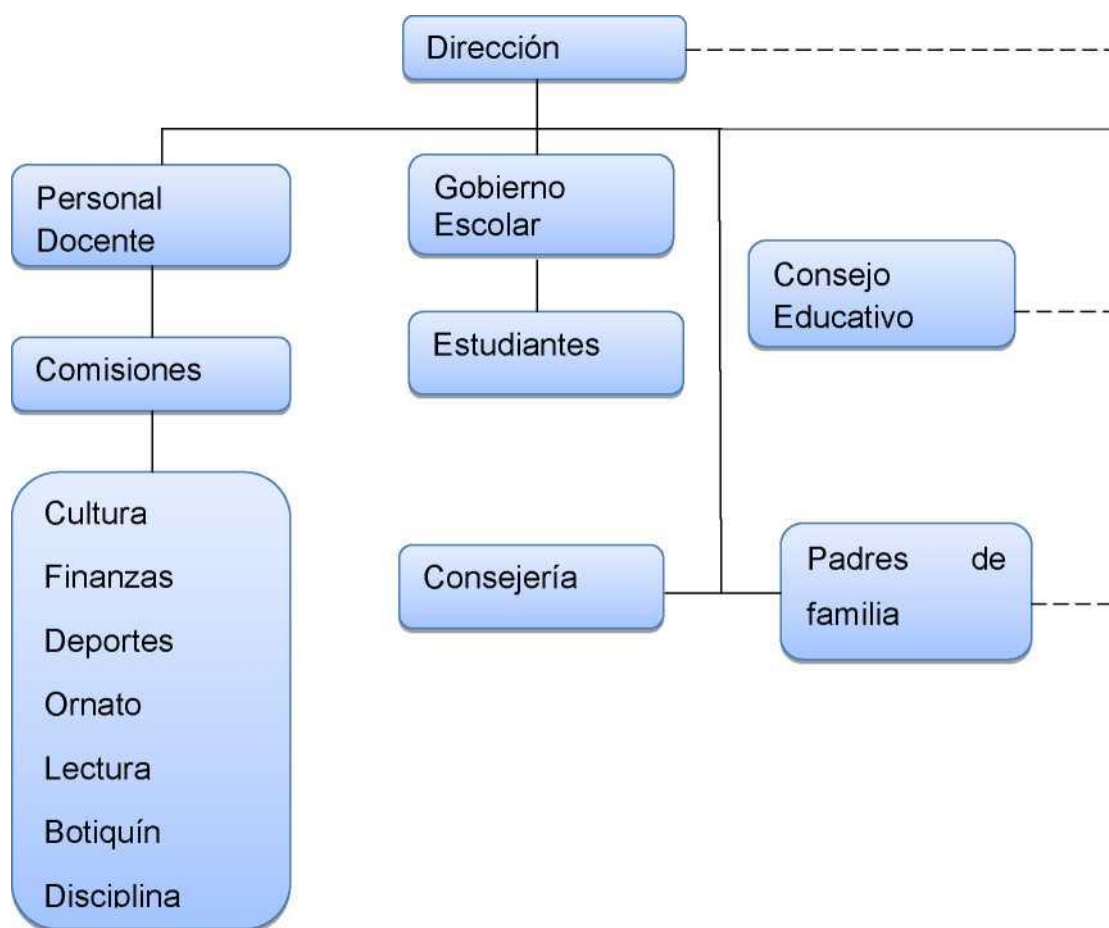 Dirección
Personal
Docente
Gobierno
Escolar
Consejo
Educativo
Comisiones
Estudiantes
Cultura
Finanzas
Deportes
Ornato
Lectura
Botiquín
Disciplina
Consejería
Padres de
familia